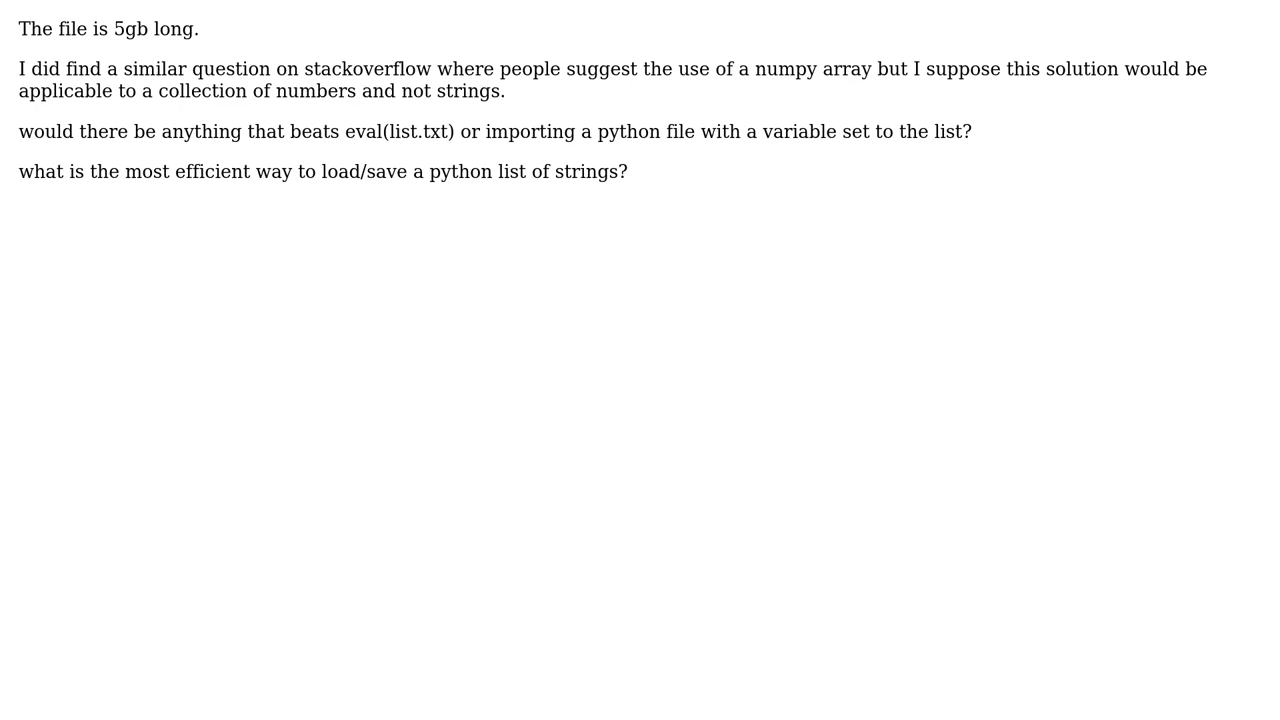 The file is 5gb long.
I did find a similar question on stackoverflow where people suggest the use of a numpy array but I suppose this solution would be
applicable to a collection of numbers and not strings.
would there be anything that beats eval(list.txt) or importing a python file with a variable set to the list?
what is the most efficient way to load/save a python list of strings?